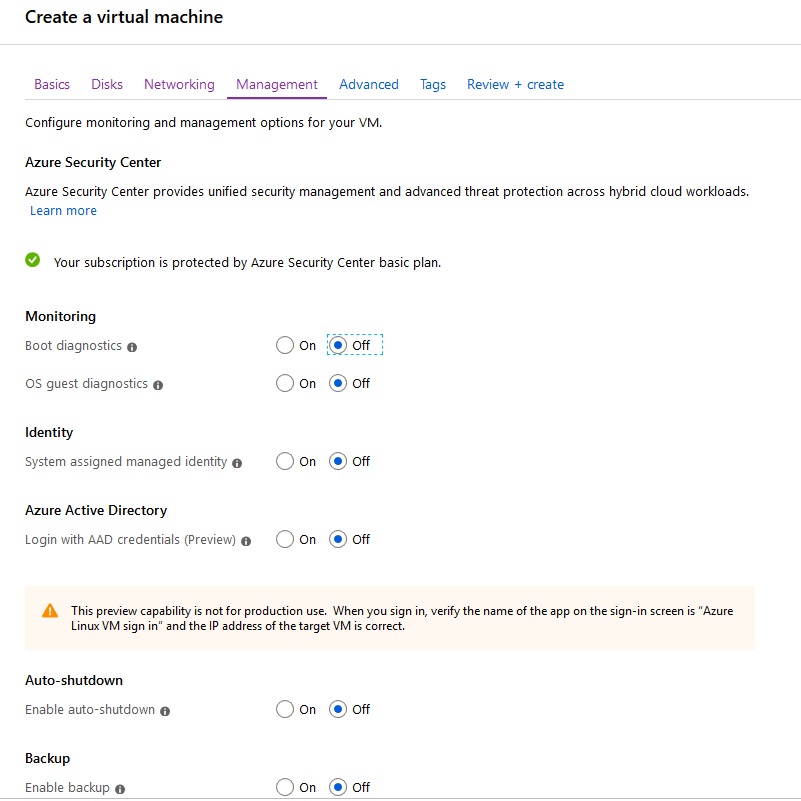 Create a virtual machine
Basics Disks Networking Management Advanced Tags Review + create
Configure monitoring and management options for your VM.
Azure Security Center
Azure Security Center provides unified security management and advanced threat protection across hybrid cloud workloads.
Learn more
Your subscription is protected by Azure Security Center basic plan.
Monitoring
Boot diagnostics On Off
OS guest diagnostics On Off
Identity
System assigned managed identity On Off
Azure Active Directory
Login with AAD credentials (Preview) On Off
This preview capability is not for production use. When you sign in, verify the name of the app on the sign-in screen is “Azure
Linux VM sign in” and the IP address of the target VM is correct.
Auto-shutdown
Enable auto-shutdown On Off
Backup
Enable backup On Off